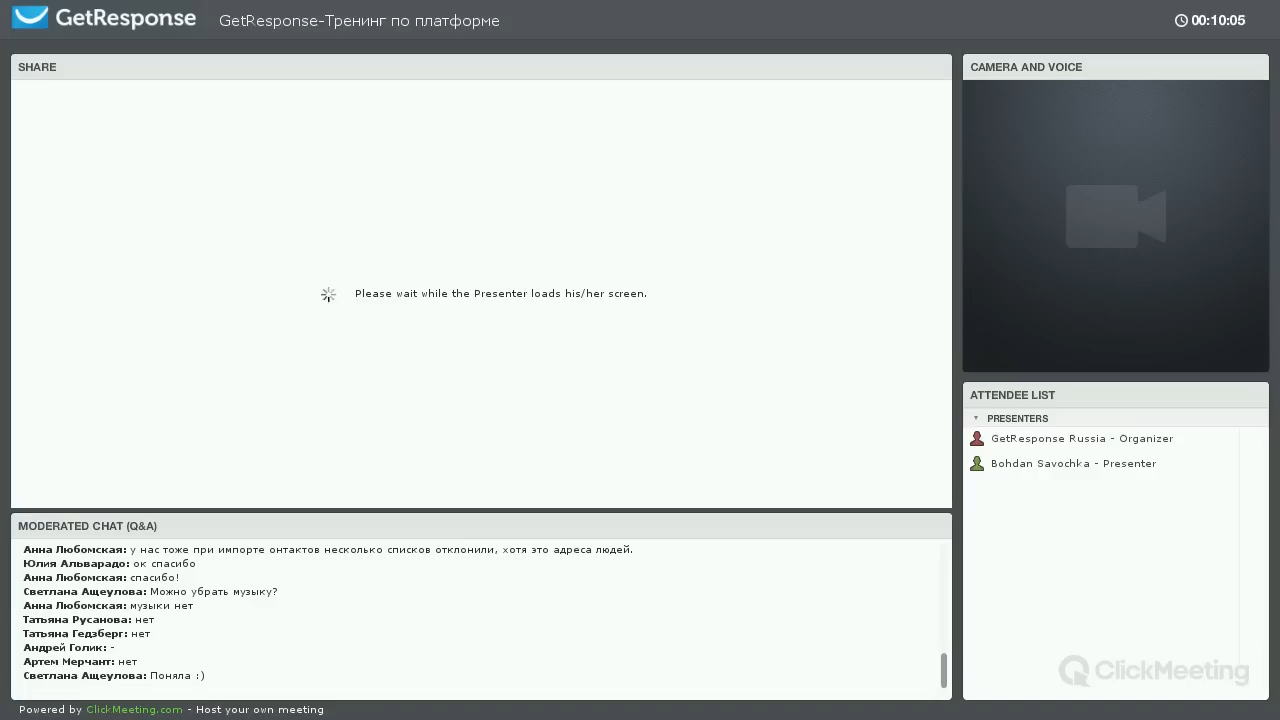 GetResponse
GetResponse-Тренинг по платформе
00:10:05
SHARE
Please wait while the Presenter loads his/her screen.
CAMERA AND VOICE
ATTENDEE LIST
PRESENTERS
GetResponse Russia - Organizer
Bohdan Savochka - Presenter
MODERATED CHAT (Q&A)
Анна Любомская: у нас тоже при импорте онтактов несколько списков отклонили, хотя это адреса людей.
Юлия Альварадо: ок спасибо
Анна Любомская: спасибо!
Светлана Ащеулова: Можно убрать музыку?
Анна Любомская: музыки нет
Татьяна Русанова: нет
Татьяна Гедзберг: нет
Андрей Голик: -
Артем Мерчант: нет
Светлана Ащеулова: Поняла :)
ClickMeeting
Powered by ClickMeeting.com - Host your own meeting